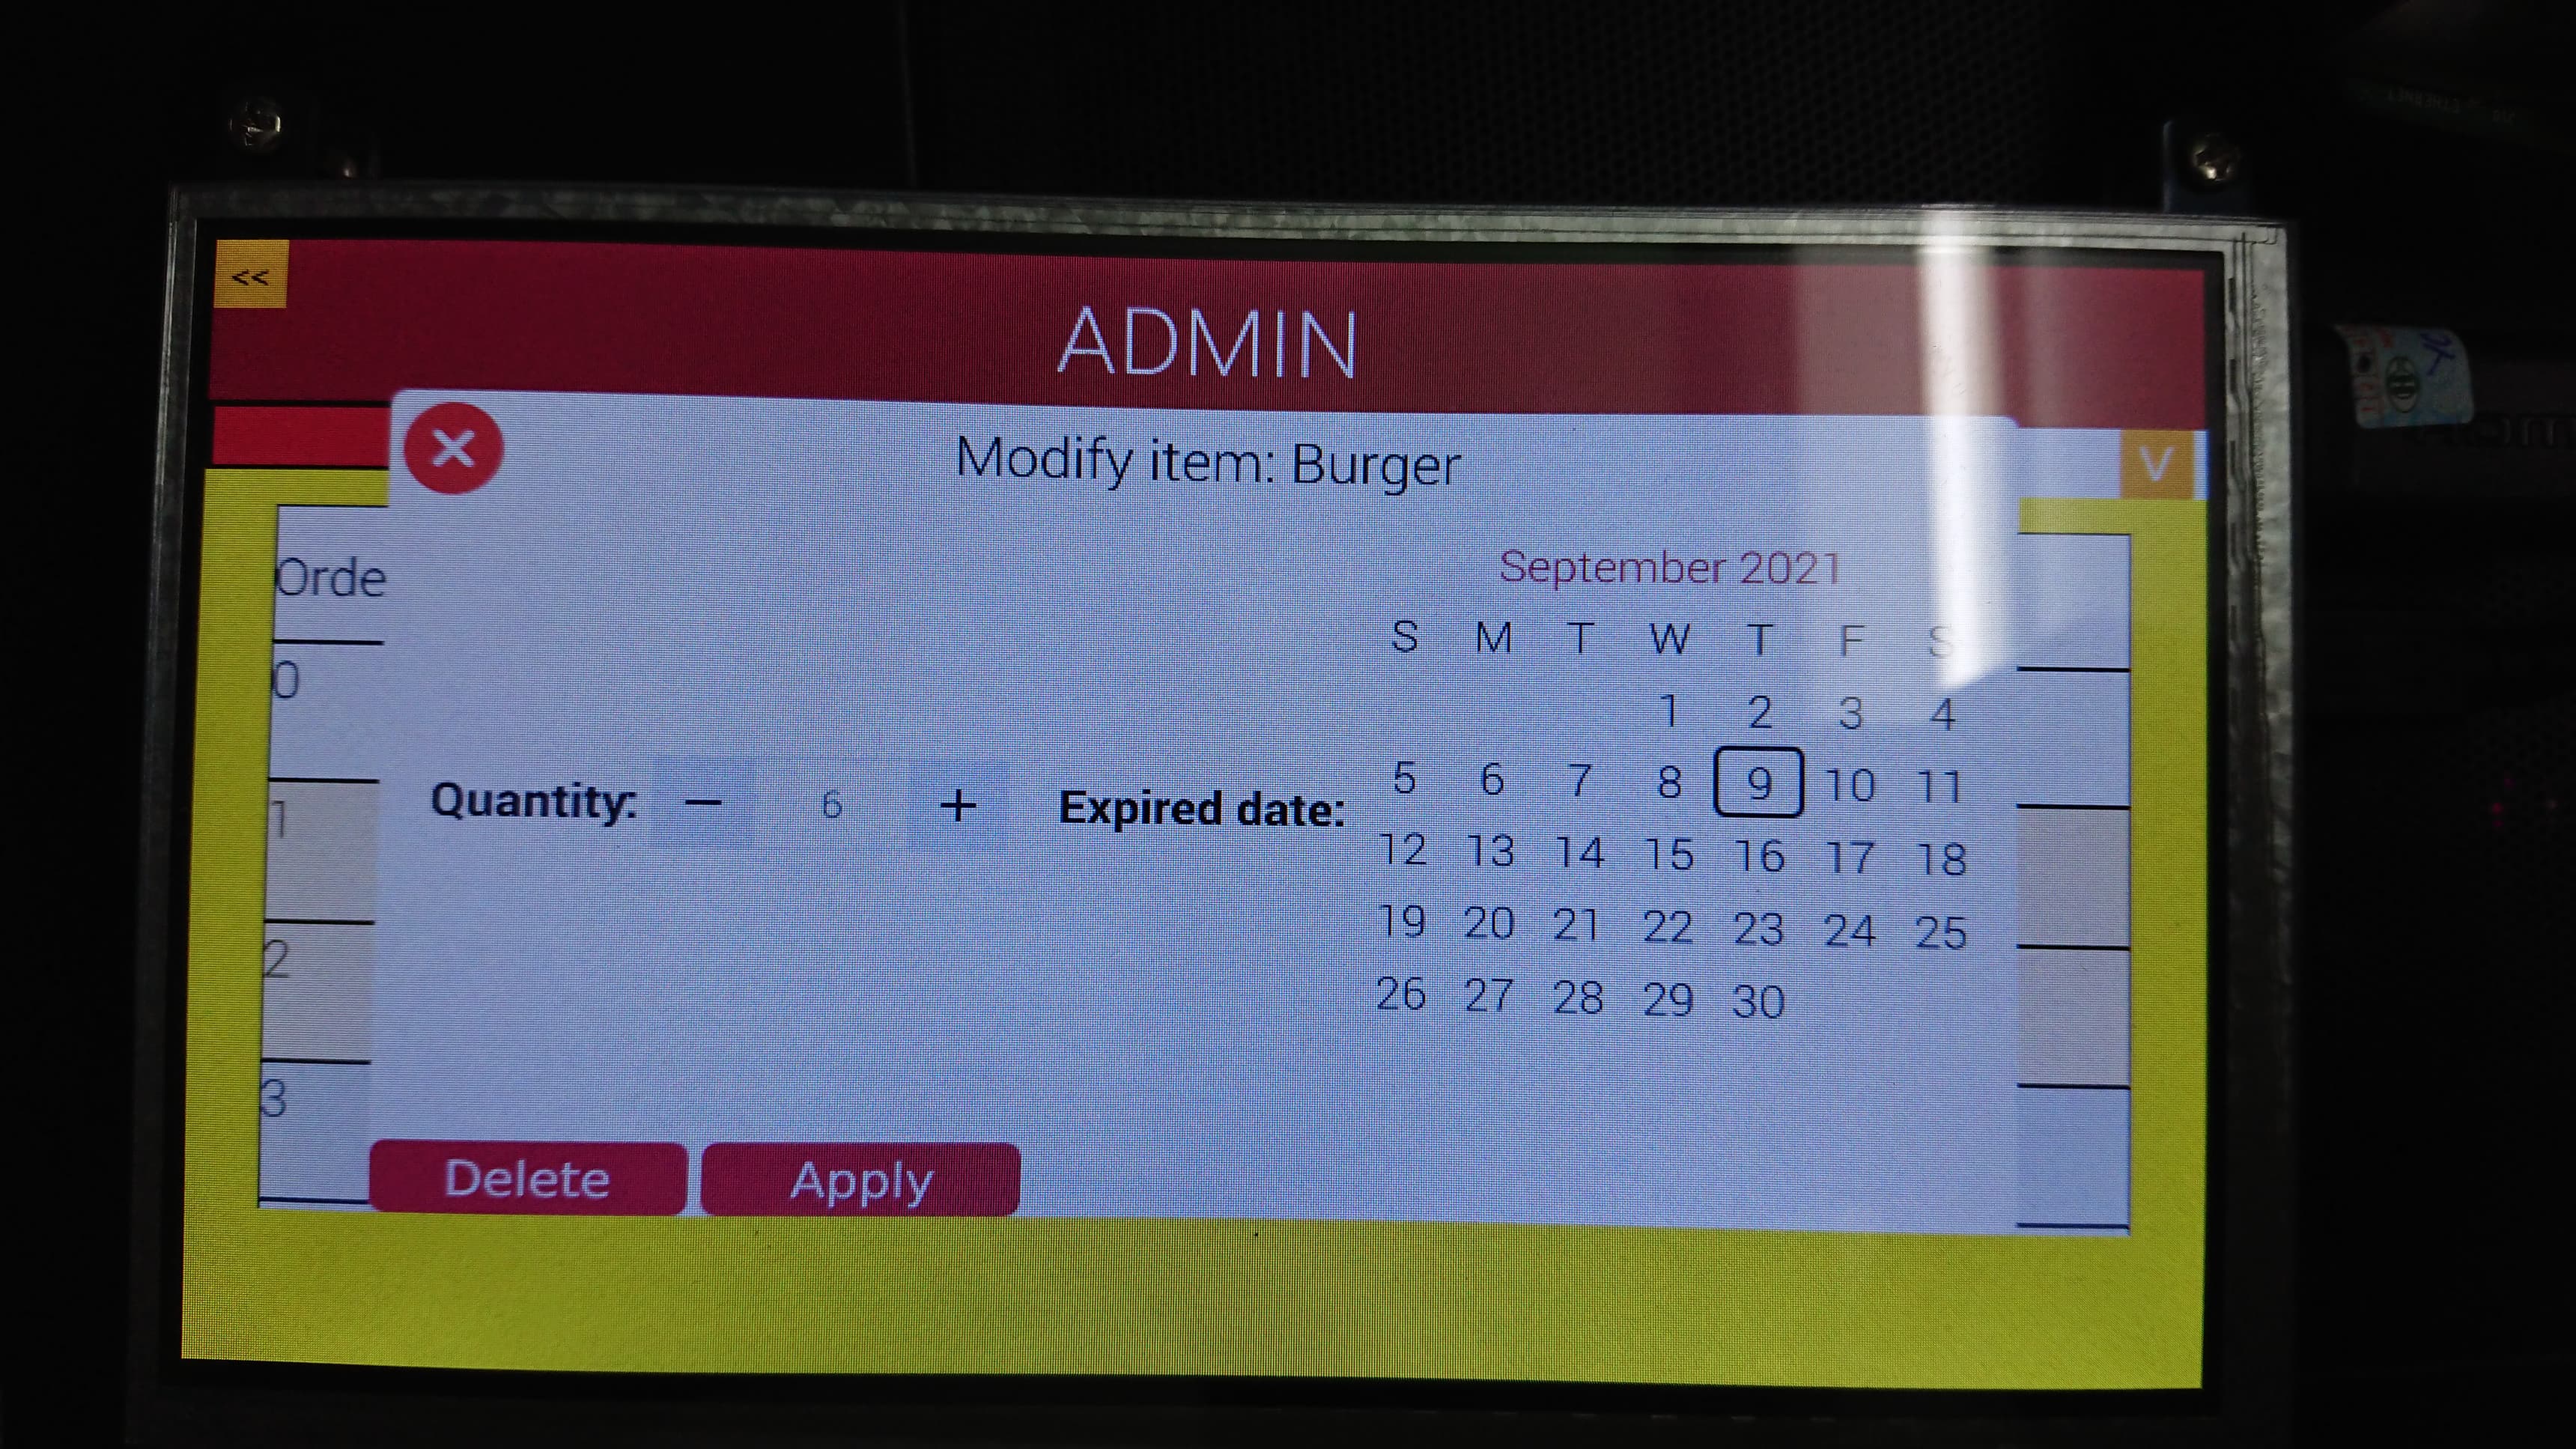 <<
ADMIN
Modify item: Burger
V
Orde
0
1
2
3
Quantity: − 6 +
Expired date:
September 2021
S M T W T F S
1 2 3 4
5 6 7 8 9 10 11
12 13 14 15 16 17 18
19 20 21 22 23 24 25
26 27 28 29 30
Delete Apply